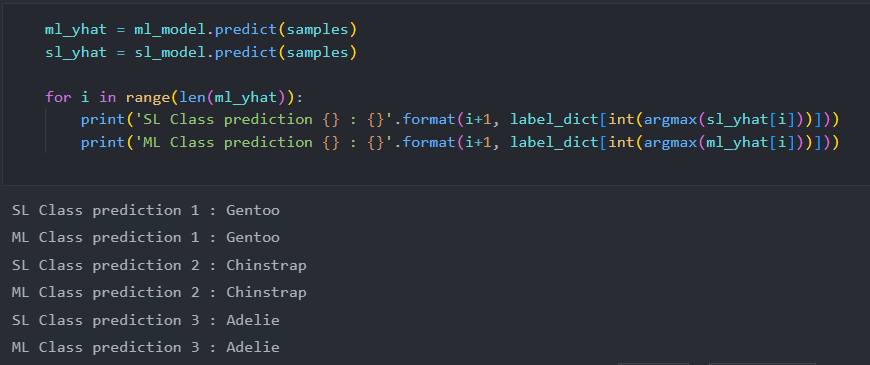 ml_yhat = ml_model.predict(samples)
sl_yhat = sl_model.predict(samples)
for i in range(len(ml_yhat)):
    print('SL Class prediction {} : {}'.format(i+1, label_dict[int(argmax(sl_yhat[i]))]))
    print('ML Class prediction {} : {}'.format(i+1, label_dict[int(argmax(ml_yhat[i]))]))
SL Class prediction 1 : Gentoo
ML Class prediction 1 : Gentoo
SL Class prediction 2 : Chinstrap
ML Class prediction 2 : Chinstrap
SL Class prediction 3 : Adelie
ML Class prediction 3 : Adelie